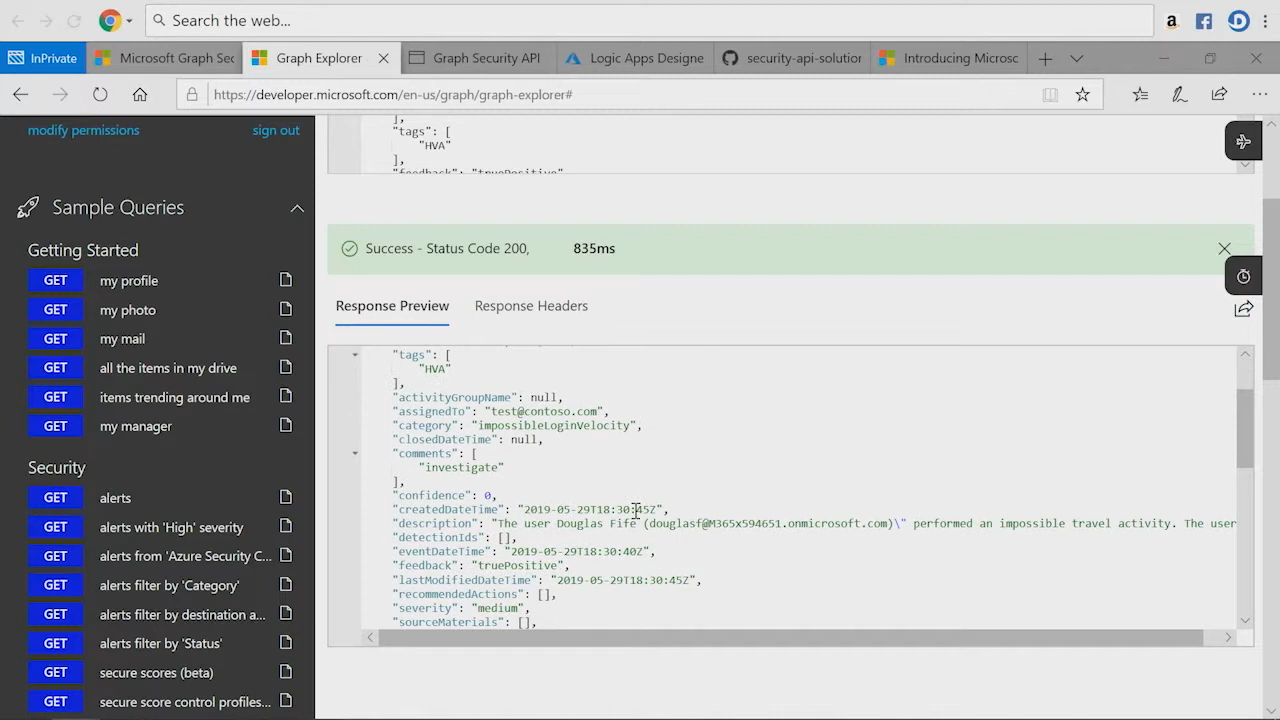 Search the web...
InPrivate
Microsoft Graph Sec
Graph Explorer
Graph Security API
Logic Apps Designe
security-api-solution
Introducing Microsc
https://developer.microsoft.com/en-us/graph/graph-explorer#
modify permissions
sign out
Sample Queries
Getting Started
GET my profile
GET my photo
GET my mail
GET all the items in my drive
GET items trending around me
GET my manager
Security
GET alerts
GET alerts with 'High' severity
GET alerts from 'Azure Security C...
GET alerts filter by 'Category'
GET alerts filter by destination a...
GET alerts filter by 'Status'
GET secure scores (beta)
GET secure score control profiles...
],
"tags": [
"HVA"
],
"feedback": "truePositive"
Success - Status Code 200, 835ms
Response Preview
Response Headers
"tags": [
"HVA"
],
"activityGroupName": null,
"assignedTo": "test@contoso.com",
"category": "impossibleLoginVelocity",
"closedDateTime": null,
"comments": [
"investigate"
],
"confidence": 0,
"createdDateTime": "2019-05-29T18:30:45Z",
"description": "The user Douglas Fife (douglasf@M365x594651.onmicrosoft.com)\" performed an impossible travel activity. The user
"detectionIds": [],
"eventDateTime": "2019-05-29T18:30:40Z",
"feedback": "truePositive",
"lastModifiedDateTime": "2019-05-29T18:30:45Z",
"recommendedActions": [],
"severity": "medium",
"sourceMaterials": [],